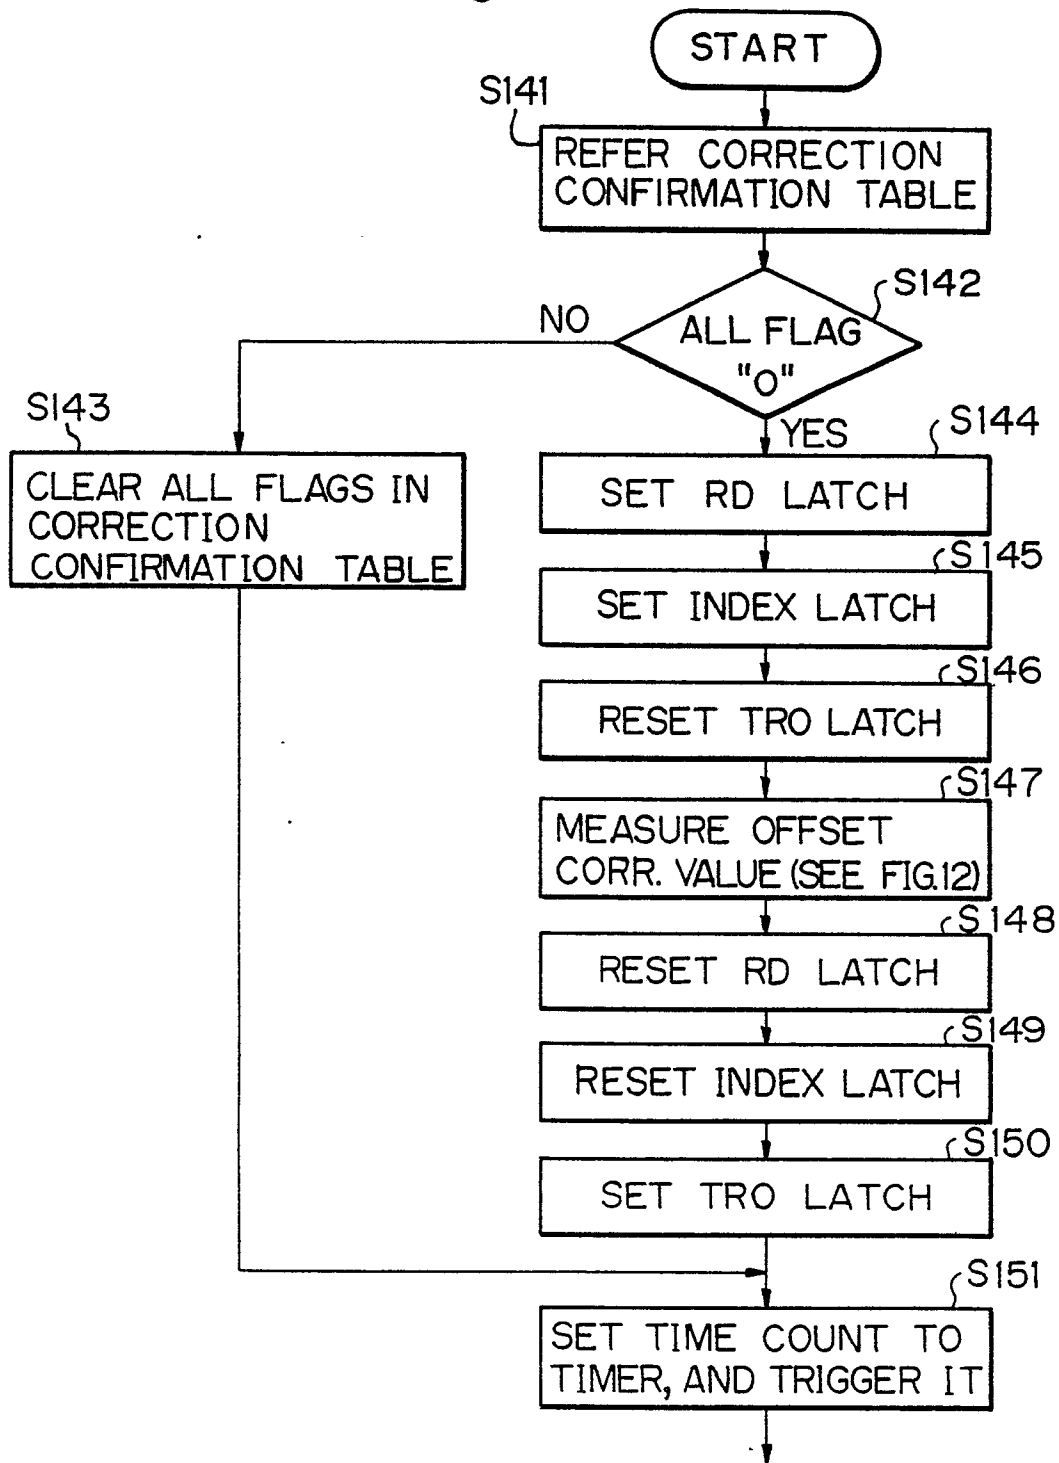 START
S141
REFER CORRECTION
CONFIRMATION TABLE
S142
NO
ALL FLAG
"0"
YES
S143
CLEAR ALL FLAGS IN
CORRECTION
CONFIRMATION TABLE
S144
SET RD LATCH
S145
SET INDEX LATCH
S146
RESET TRO LATCH
S147
MEASURE OFFSET
CORR. VALUE (SEE FIG.12)
S148
RESET RD LATCH
S149
RESET INDEX LATCH
S150
SET TRO LATCH
S151
SET TIME COUNT TO
TIMER, AND TRIGGER IT